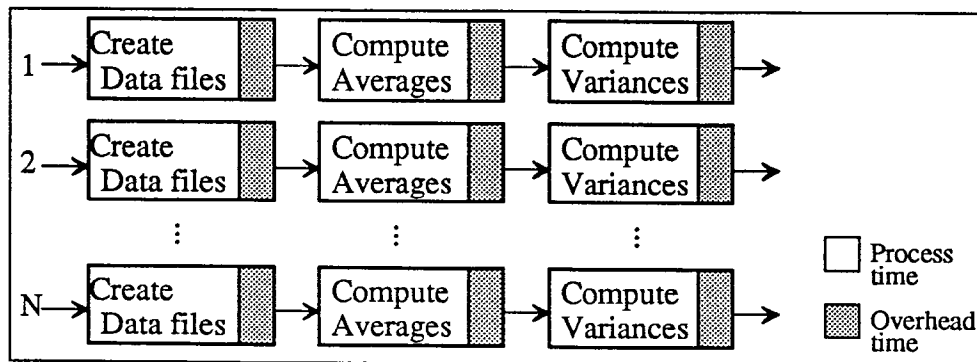 1
Create
Data files
Compute
Averages
Compute
Variances
2
Create
Data files
Compute
Averages
Compute
Variances
N
Create
Data files
Compute
Averages
Compute
Variances
Process
time
Overhead
time